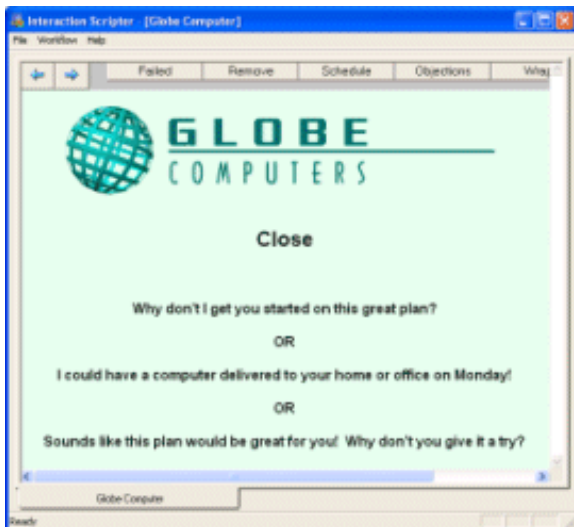 Interaction Scripter - [Globe Computer]
File Workflow Help
Failed Remove Schedule Objections
GLOBE
COMPUTERS
Close
Why don't I get you started on this great plan?
OR
I could have a computer delivered to your home or office on Monday!
OR
Sounds like this plan would be great for you! Why don't you give it a try?
Globe Computer
Ready